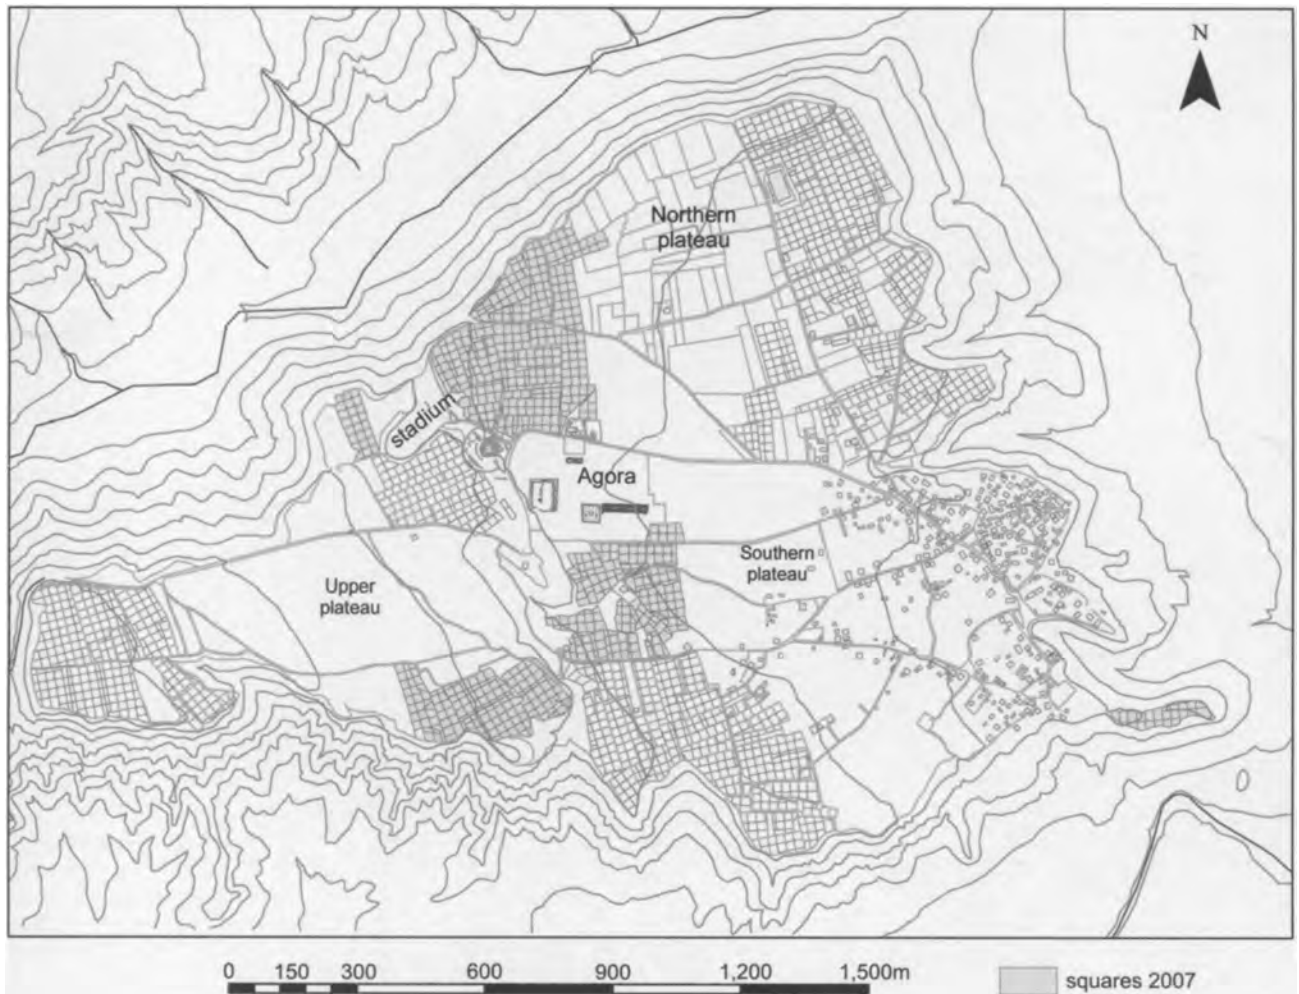 N
Northern
plateau
stadium
Agora
Southern
plateau
Upper
plateau
0 150 300 600 900 1,200 1,500m
squares 2007